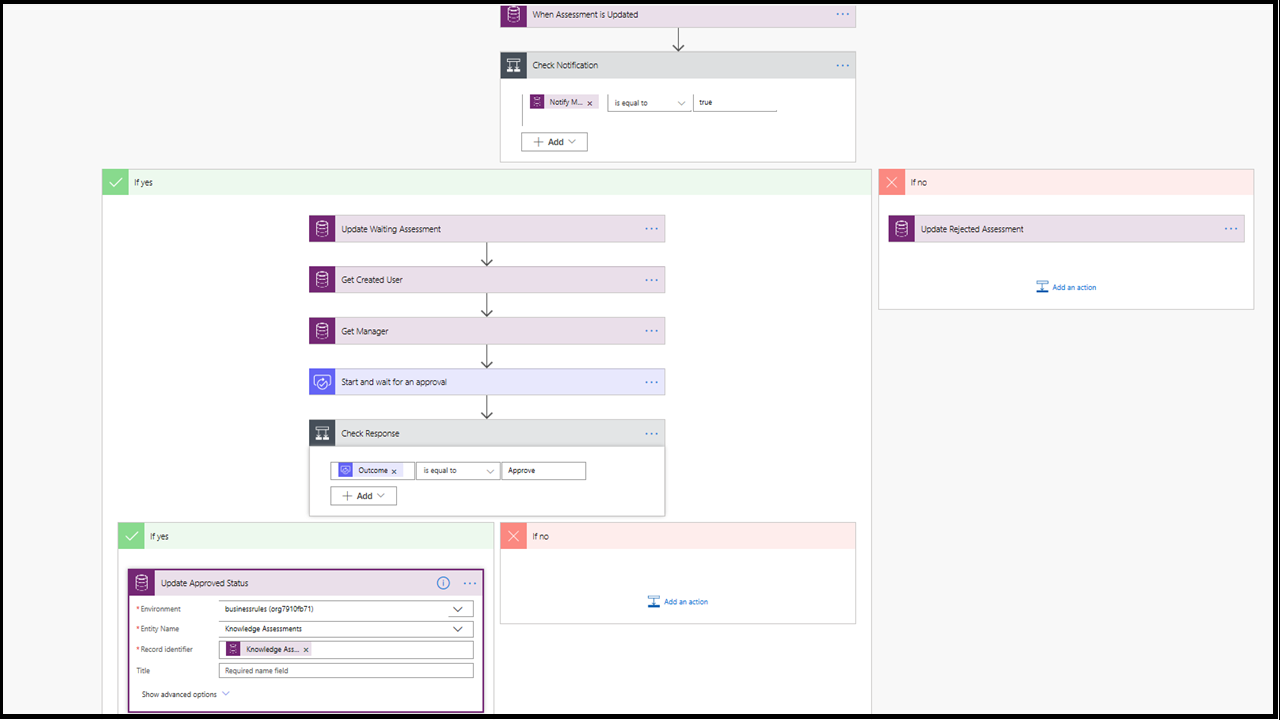 When Assessment is Updated
Check Notification
Notify M... x is equal to true
+ Add
If yes
If no
Update Waiting Assessment
Update Rejected Assessment
Get Created User
Add an action
Get Manager
Start and wait for an approval
Check Response
Outcome x is equal to Approve
+ Add
If yes
If no
Update Approved Status
*Environment businessrules (org7910fb71)
Add an action
*Entity Name Knowledge Assessments
*Record identifier Knowledge Ass... x
Title Required name field
Show advanced options